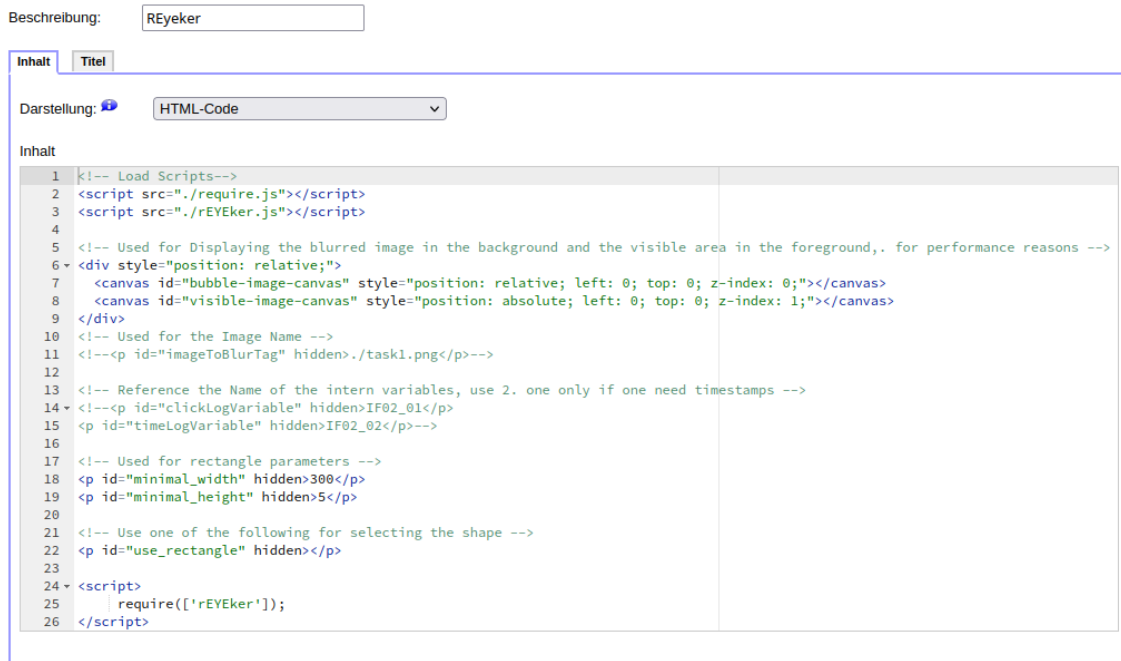 Beschreibung: REyeker
Inhalt Titel
Darstellung: HTML-Code
Inhalt
1 <!-- Load Scripts-->
2 <script src="./require.js"></script>
3 <script src="./rEYEker.js"></script>
4
5 <!-- Used for Displaying the blurred image in the background and the visible area in the foreground,. for performance reasons -->
6 <div style="position: relative;">
7   <canvas id="bubble-image-canvas" style="position: relative; left: 0; top: 0; z-index: 0;"></canvas>
8   <canvas id="visible-image-canvas" style="position: absolute; left: 0; top: 0; z-index: 1;"></canvas>
9 </div>
10 <!-- Used for the Image Name -->
11 <!--<p id="imageToBlurTag" hidden>./task1.png</p>-->
12
13 <!-- Reference the Name of the intern variables, use 2. one only if one need timestamps -->
14 <!--<p id="clickLogVariable" hidden>IF02_01</p>
15 <p id="timeLogVariable" hidden>IF02_02</p>-->
16
17 <!-- Used for rectangle parameters -->
18 <p id="minimal_width" hidden>300</p>
19 <p id="minimal_height" hidden>5</p>
20
21 <!-- Use one of the following for selecting the shape -->
22 <p id="use_rectangle" hidden></p>
23
24 <script>
25      require(['rEYEker']);
26 </script>